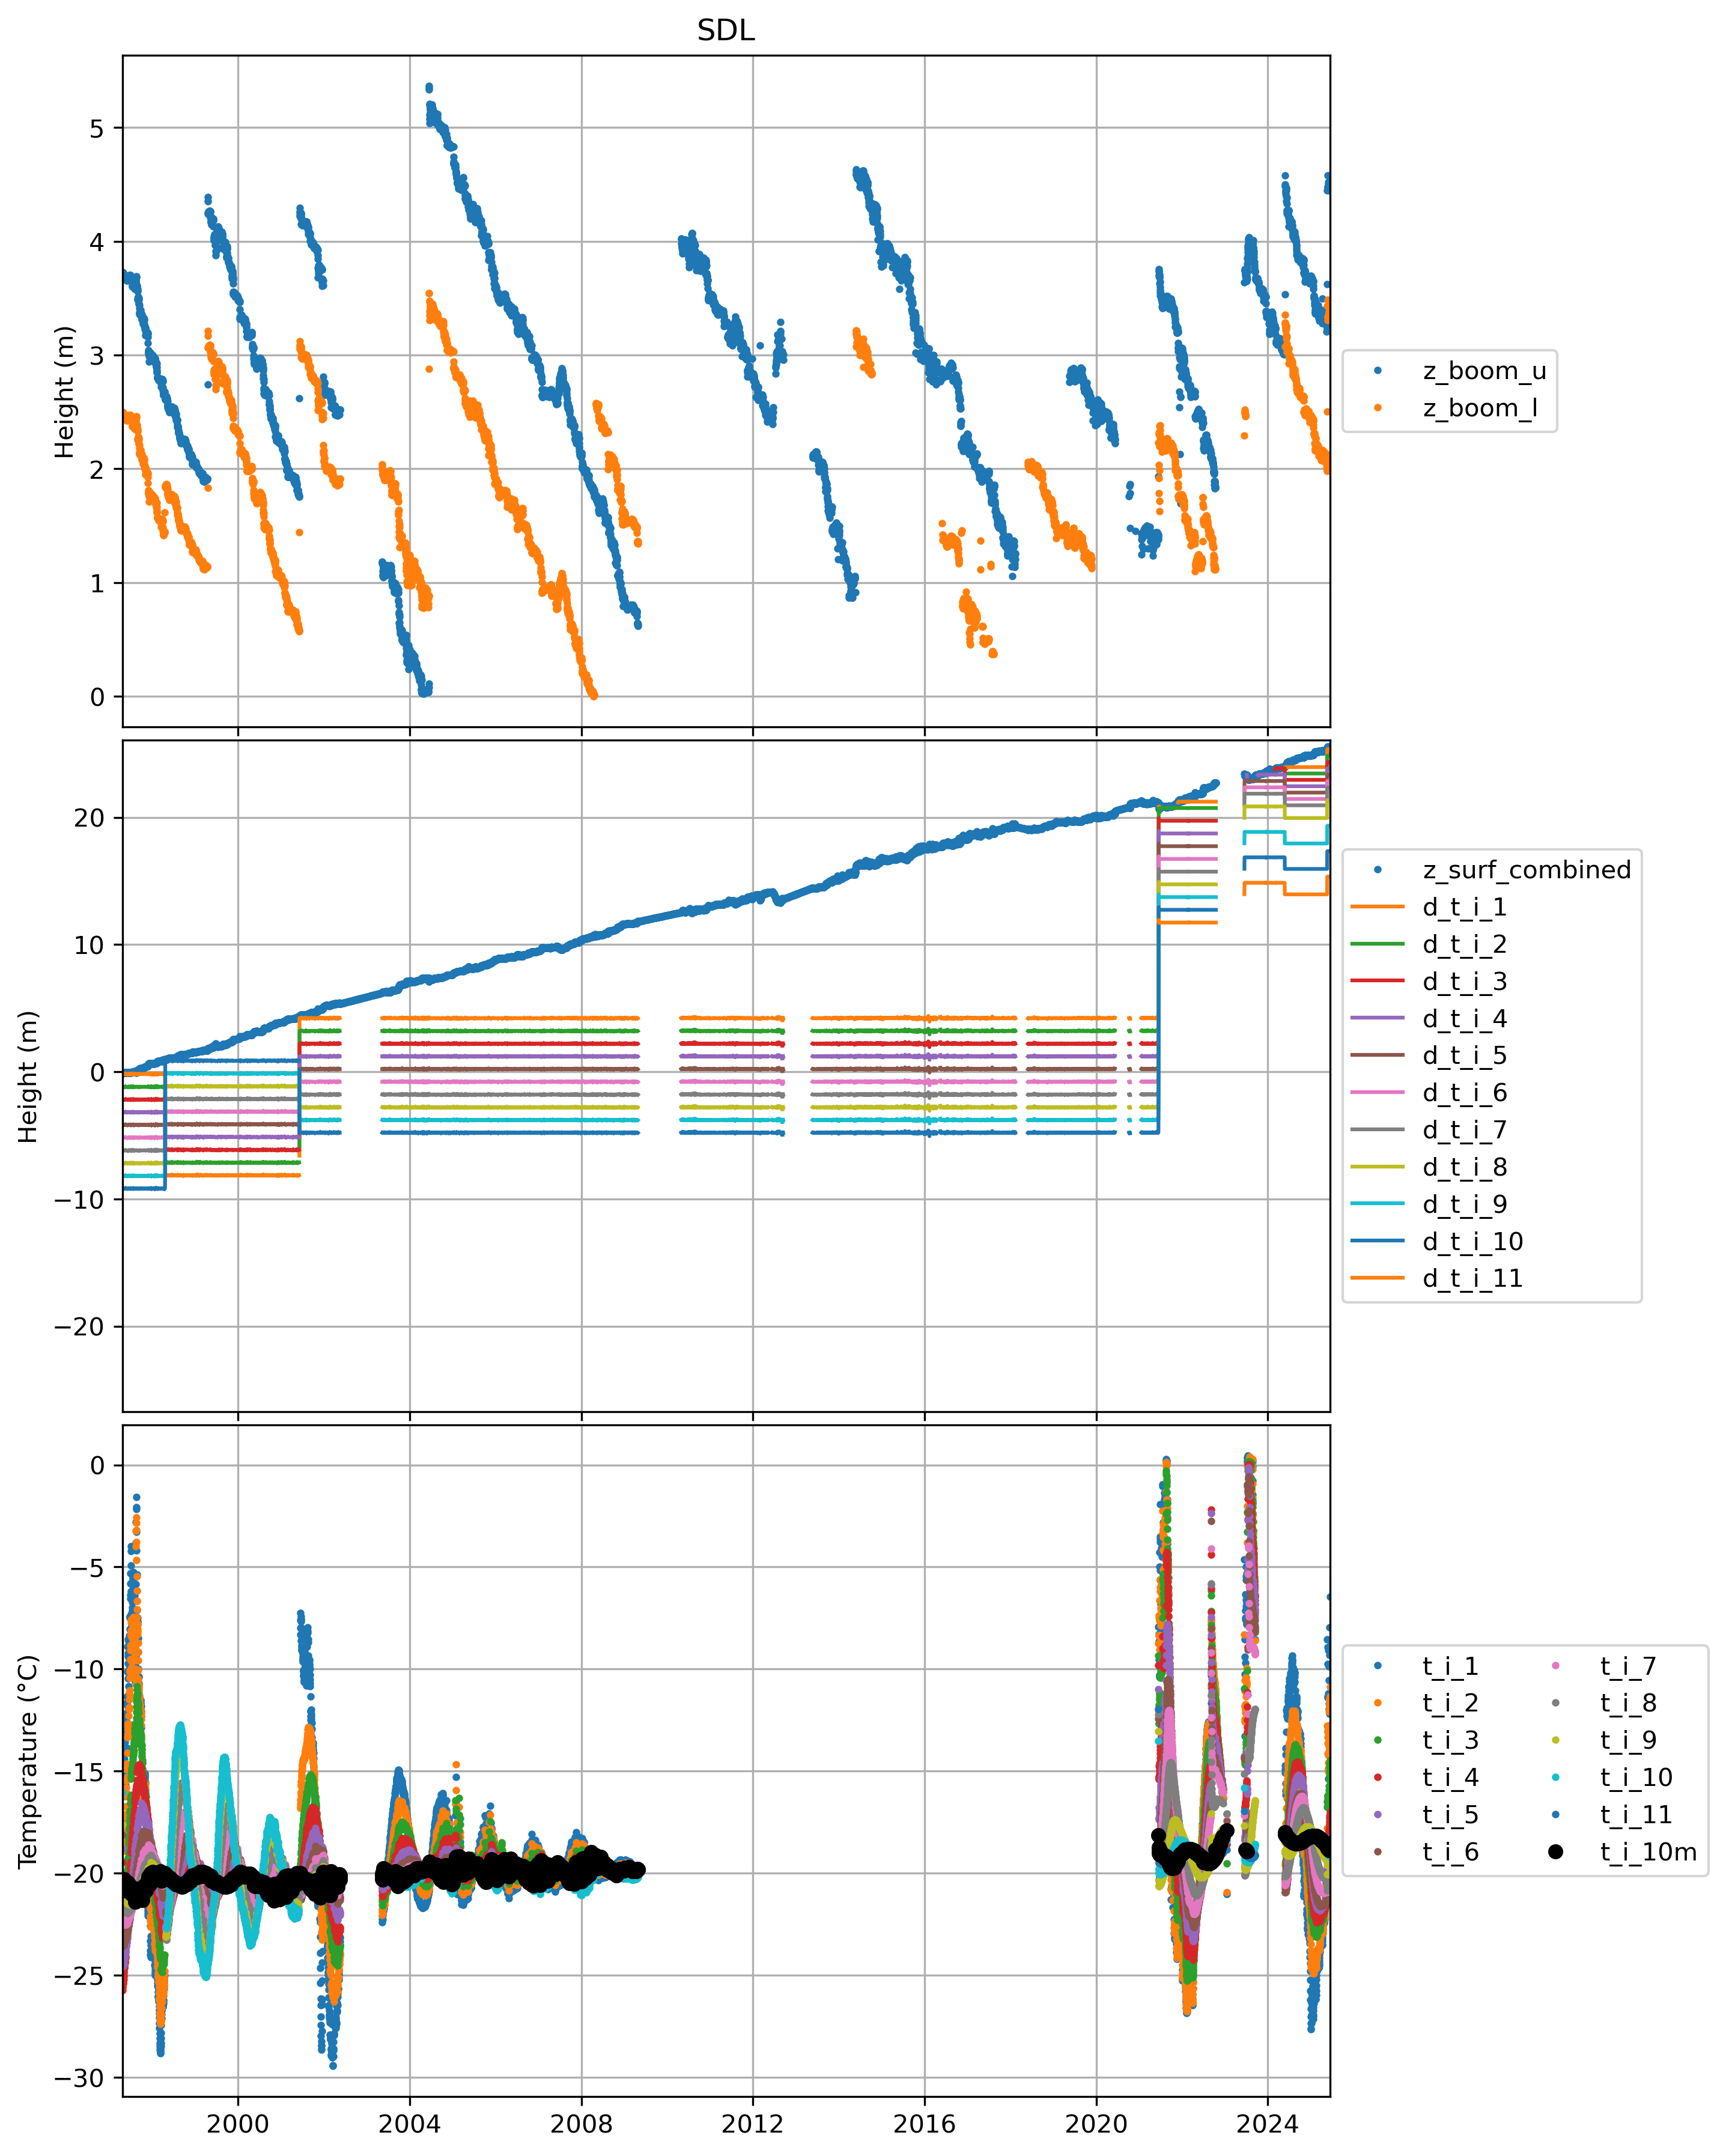 SDL
5
4
3
2
1
0
Height (m)
z_boom_u
z_boom_l
20
10
0
−10
−20
Height (m)
z_surf_combined
d_t_i_1
d_t_i_2
d_t_i_3
d_t_i_4
d_t_i_5
d_t_i_6
d_t_i_7
d_t_i_8
d_t_i_9
d_t_i_10
d_t_i_11
0
−5
−10
−15
−20
−25
−30
Temperature (°C)
t_i_1
t_i_2
t_i_3
t_i_4
t_i_5
t_i_6
t_i_7
t_i_8
t_i_9
t_i_10
t_i_11
t_i_10m
2000 2004 2008 2012 2016 2020 2024